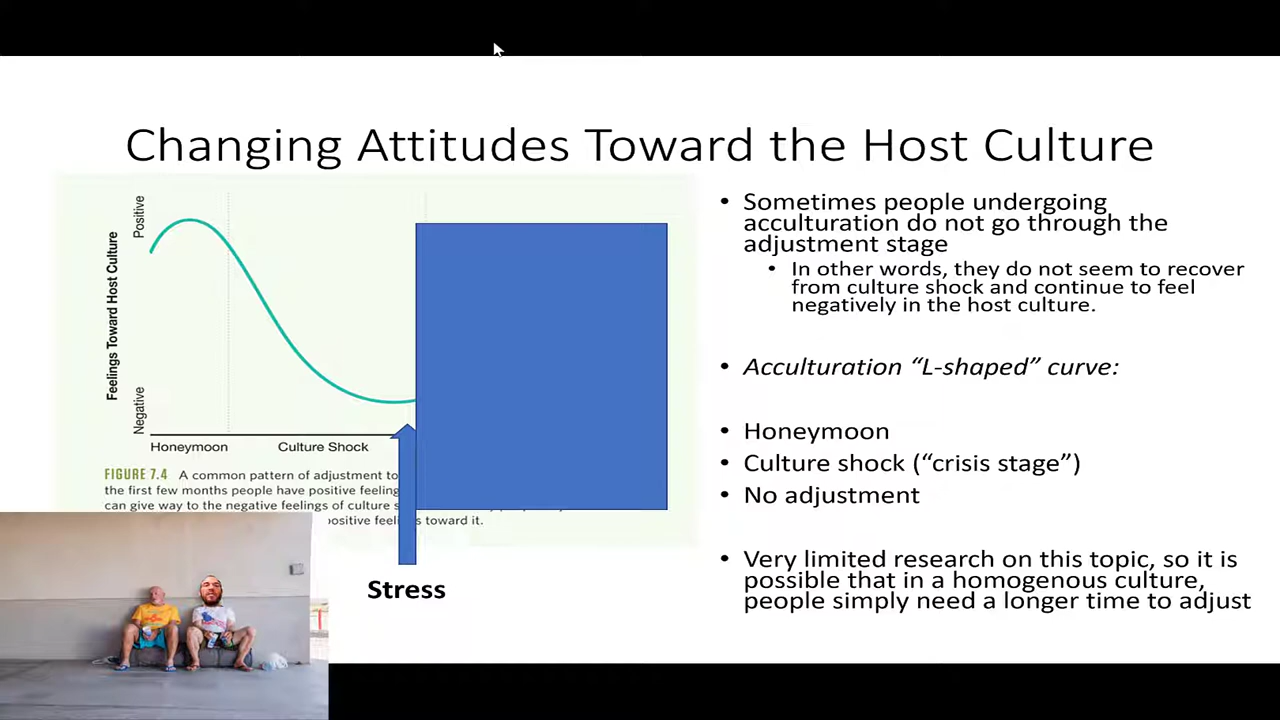 Changing Attitudes Toward the Host Culture
Positive
Feelings Toward Host Culture
Negative
Honeymoon
Culture Shock
FIGURE 7.4 A common pattern of adjustment to
the first few months people have positive feeling
can give way to the negative feelings of culture s
positive feel s toward it.
Stress
• Sometimes people undergoing
acculturation do not go through the
adjustment stage
• In other words, they do not seem to recover
from culture shock and continue to feel
negatively in the host culture.
• Acculturation “L-shaped” curve:
• Honeymoon
• Culture shock (“crisis stage”)
• No adjustment
• Very limited research on this topic, so it is
possible that in a homogenous culture,
people simply need a longer time to adjust